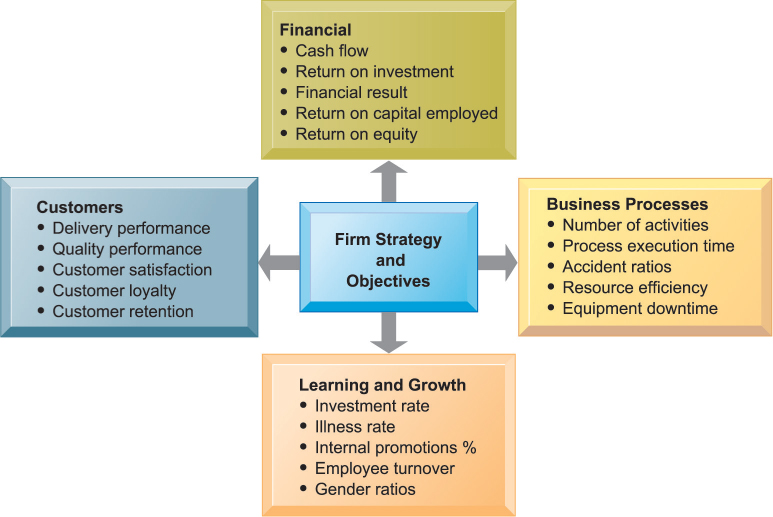 Financial
• Cash flow
• Return on investment
• Financial result
• Return on capital employed
• Return on equity
Customers
• Delivery performance
• Quality performance
• Customer satisfaction
• Customer loyalty
• Customer retention
Firm Strategy
and
Objectives
Business Processes
• Number of activities
• Process execution time
• Accident ratios
• Resource efficiency
• Equipment downtime
Learning and Growth
• Investment rate
• Illness rate
• Internal promotions %
• Employee turnover
• Gender ratios